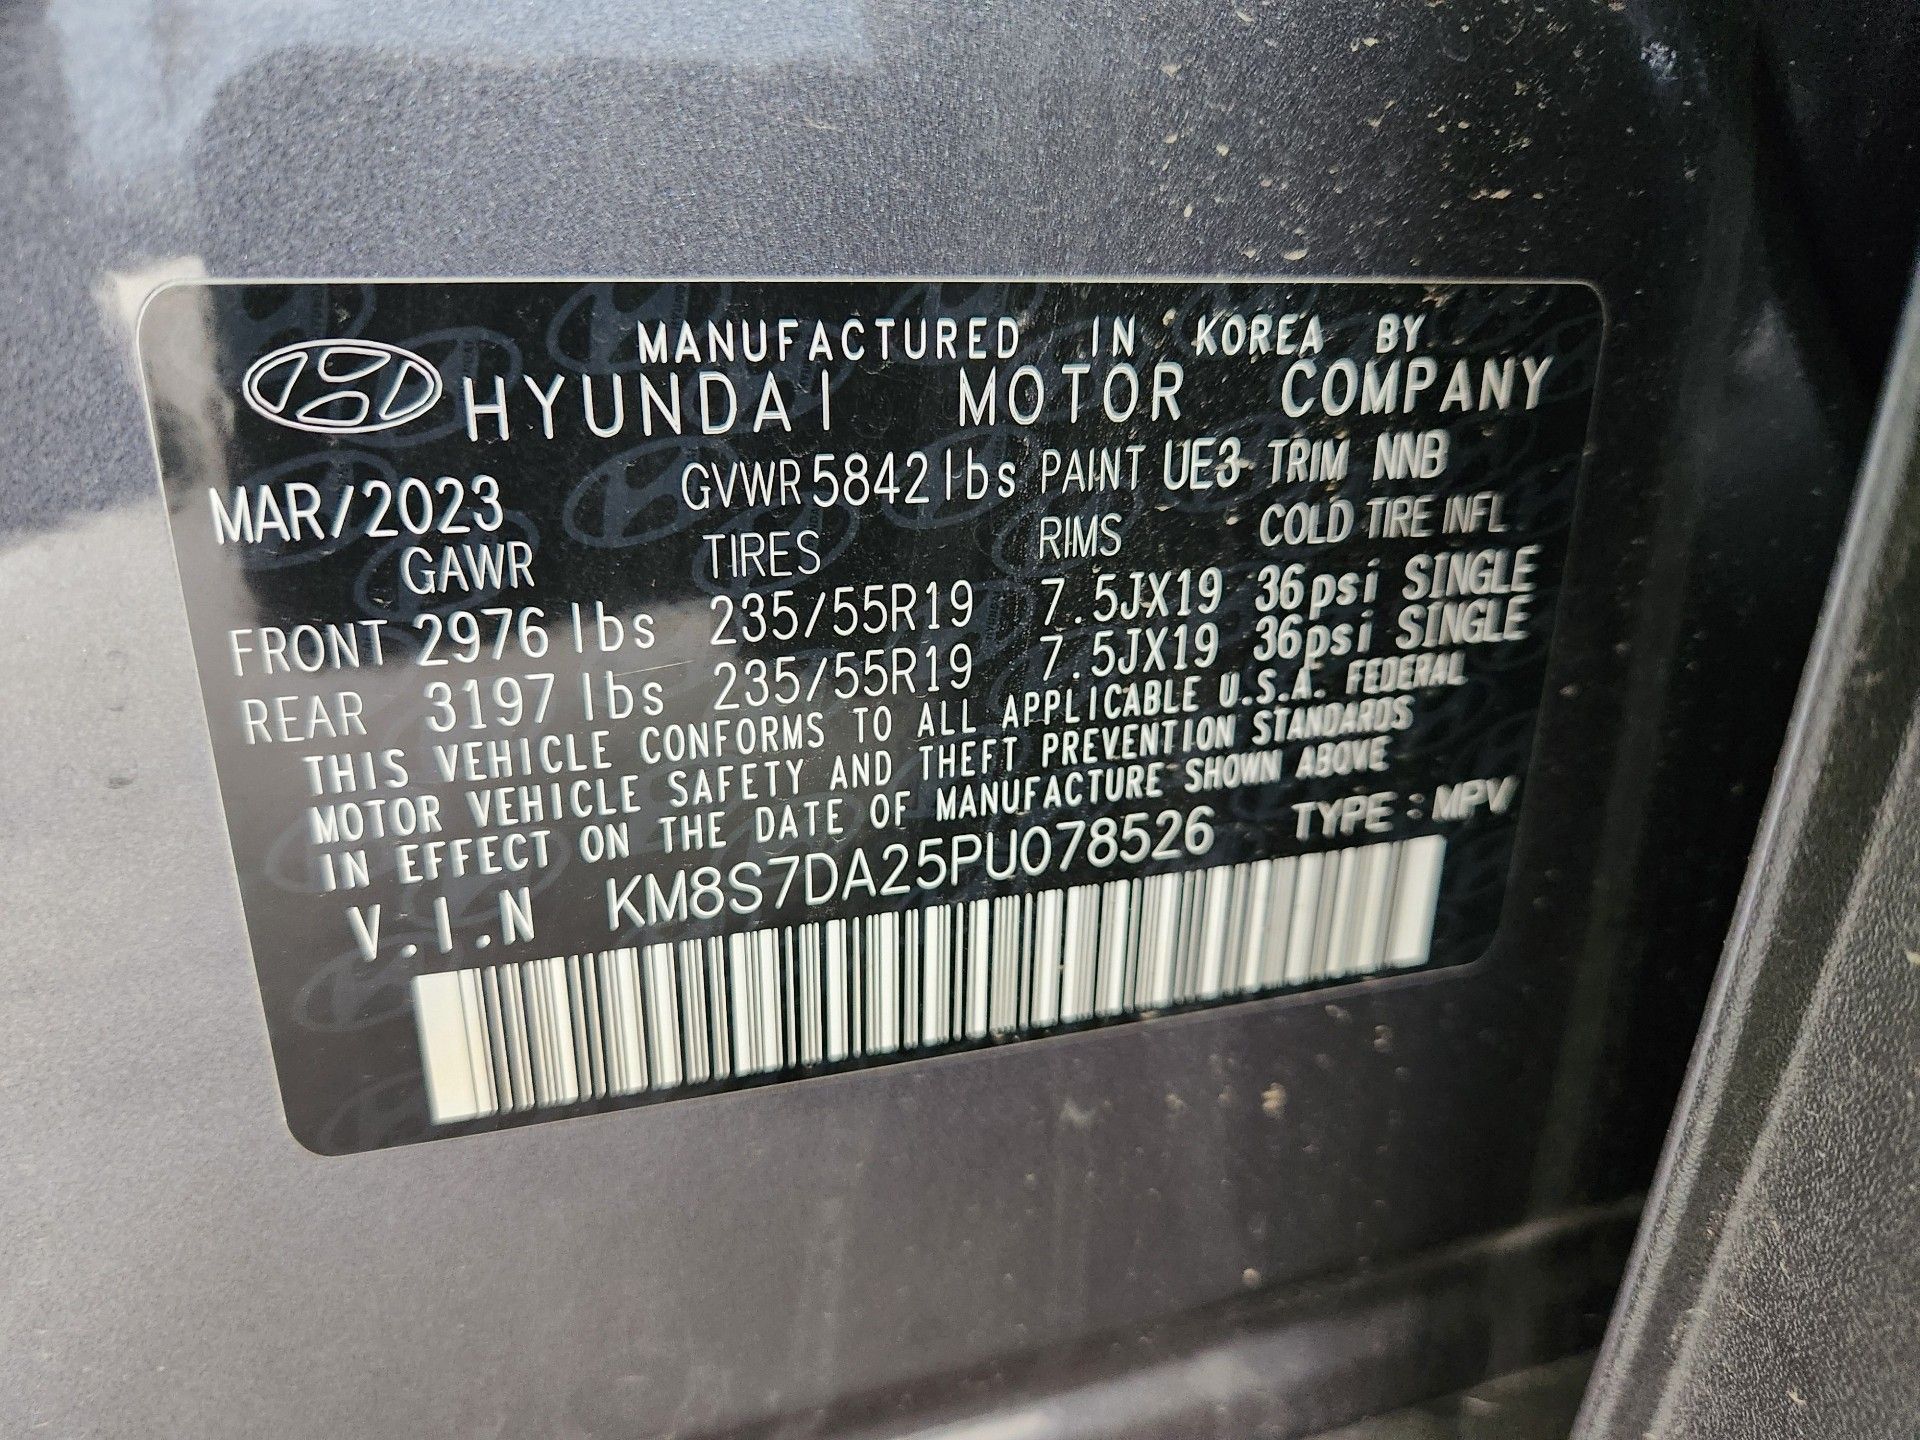 MANUFACTURED IN KOREA BY
HYUNDAI MOTOR COMPANY
MAR/2023 GVWR 5842 lbs PAINT UE3 TRIM NNB
GAWR TIRES RIMS COLD TIRE INFL
FRONT 2976 lbs 235/55R19 7.5JX19 36psi SINGLE
REAR 3197 lbs 235/55R19 7.5JX19 36psi SINGLE
THIS VEHICLE CONFORMS TO ALL APPLICABLE U.S.A. FEDERAL
MOTOR VEHICLE SAFETY AND THEFT PREVENTION STANDARDS
IN EFFECT ON THE DATE OF MANUFACTURE SHOWN ABOVE
V.I.N KM8S7DA25PU078526 TYPE : MPV